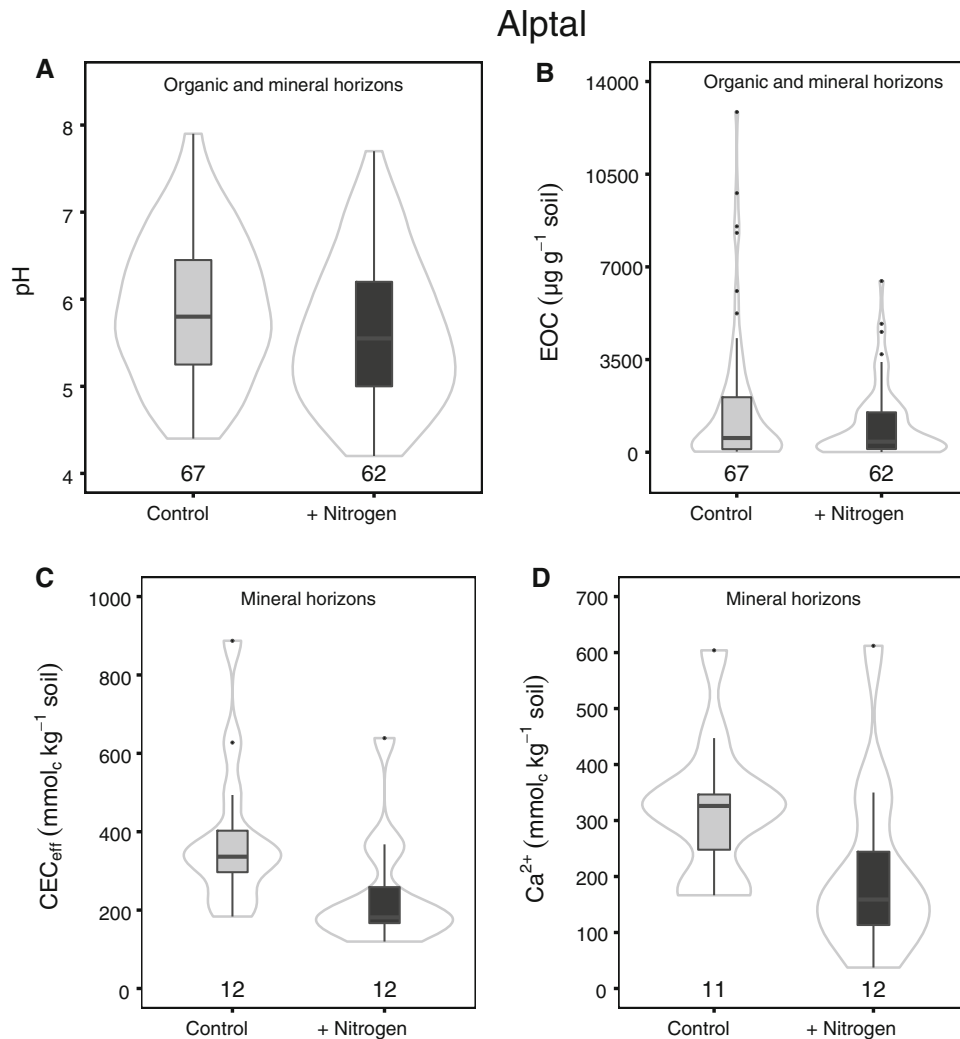 Alptal
A
Organic and mineral horizons
pH
8
7
6
5
4
67
62
Control
+ Nitrogen
B
Organic and mineral horizons
EOC (µg g⁻¹ soil)
14000
10500
7000
3500
0
67
62
Control
+ Nitrogen
C
Mineral horizons
CECeff (mmolc kg⁻¹ soil)
1000
800
600
400
200
0
12
12
Control
+ Nitrogen
D
Mineral horizons
Ca²⁺ (mmolc kg⁻¹ soil)
700
600
500
400
300
200
100
0
11
12
Control
+ Nitrogen